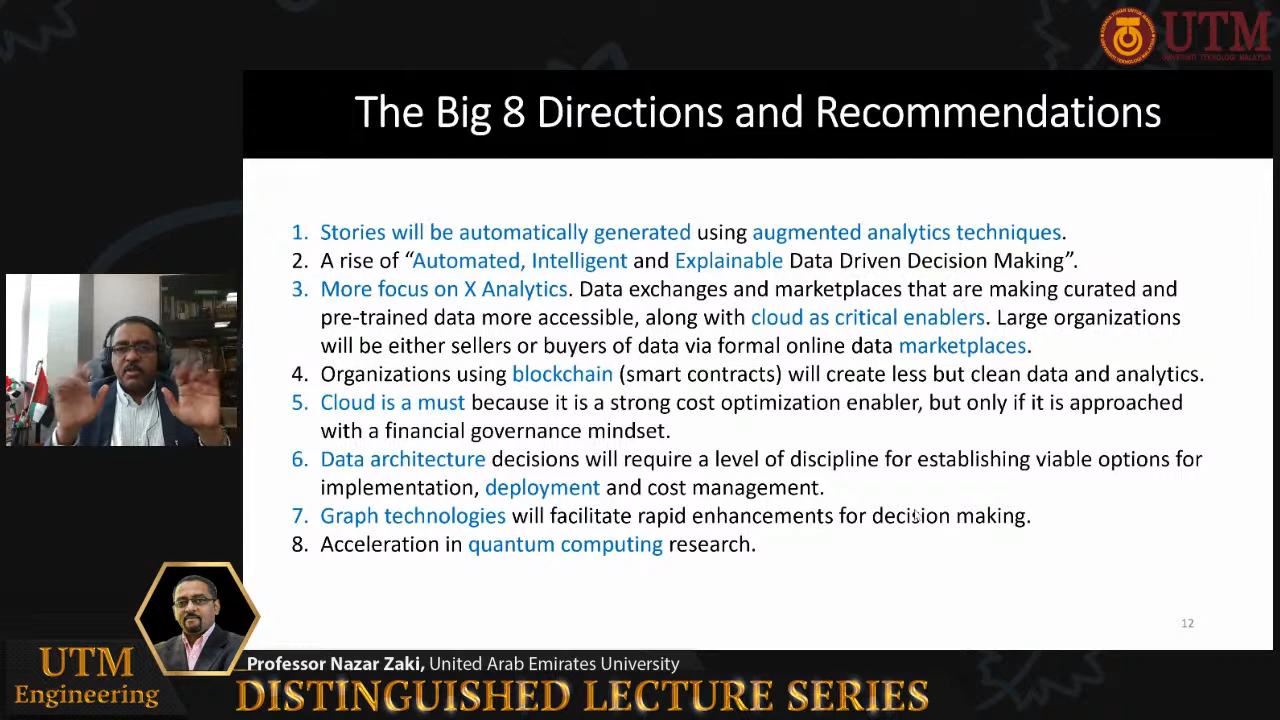 UTM
UNIVERSITI TEKNOLOGI MALAYSIA
The Big 8 Directions and Recommendations
1. Stories will be automatically generated using augmented analytics techniques.
2. A rise of “Automated, Intelligent and Explainable Data Driven Decision Making”.
3. More focus on X Analytics. Data exchanges and marketplaces that are making curated and
pre-trained data more accessible, along with cloud as critical enablers. Large organizations
will be either sellers or buyers of data via formal online data marketplaces.
4. Organizations using blockchain (smart contracts) will create less but clean data and analytics.
5. Cloud is a must because it is a strong cost optimization enabler, but only if it is approached
with a financial governance mindset.
6. Data architecture decisions will require a level of discipline for establishing viable options for
implementation, deployment and cost management.
7. Graph technologies will facilitate rapid enhancements for decision making.
8. Acceleration in quantum computing research.
12
UTM
Engineering
Professor Nazar Zaki, United Arab Emirates University
DISTINGUISHED LECTURE SERIES